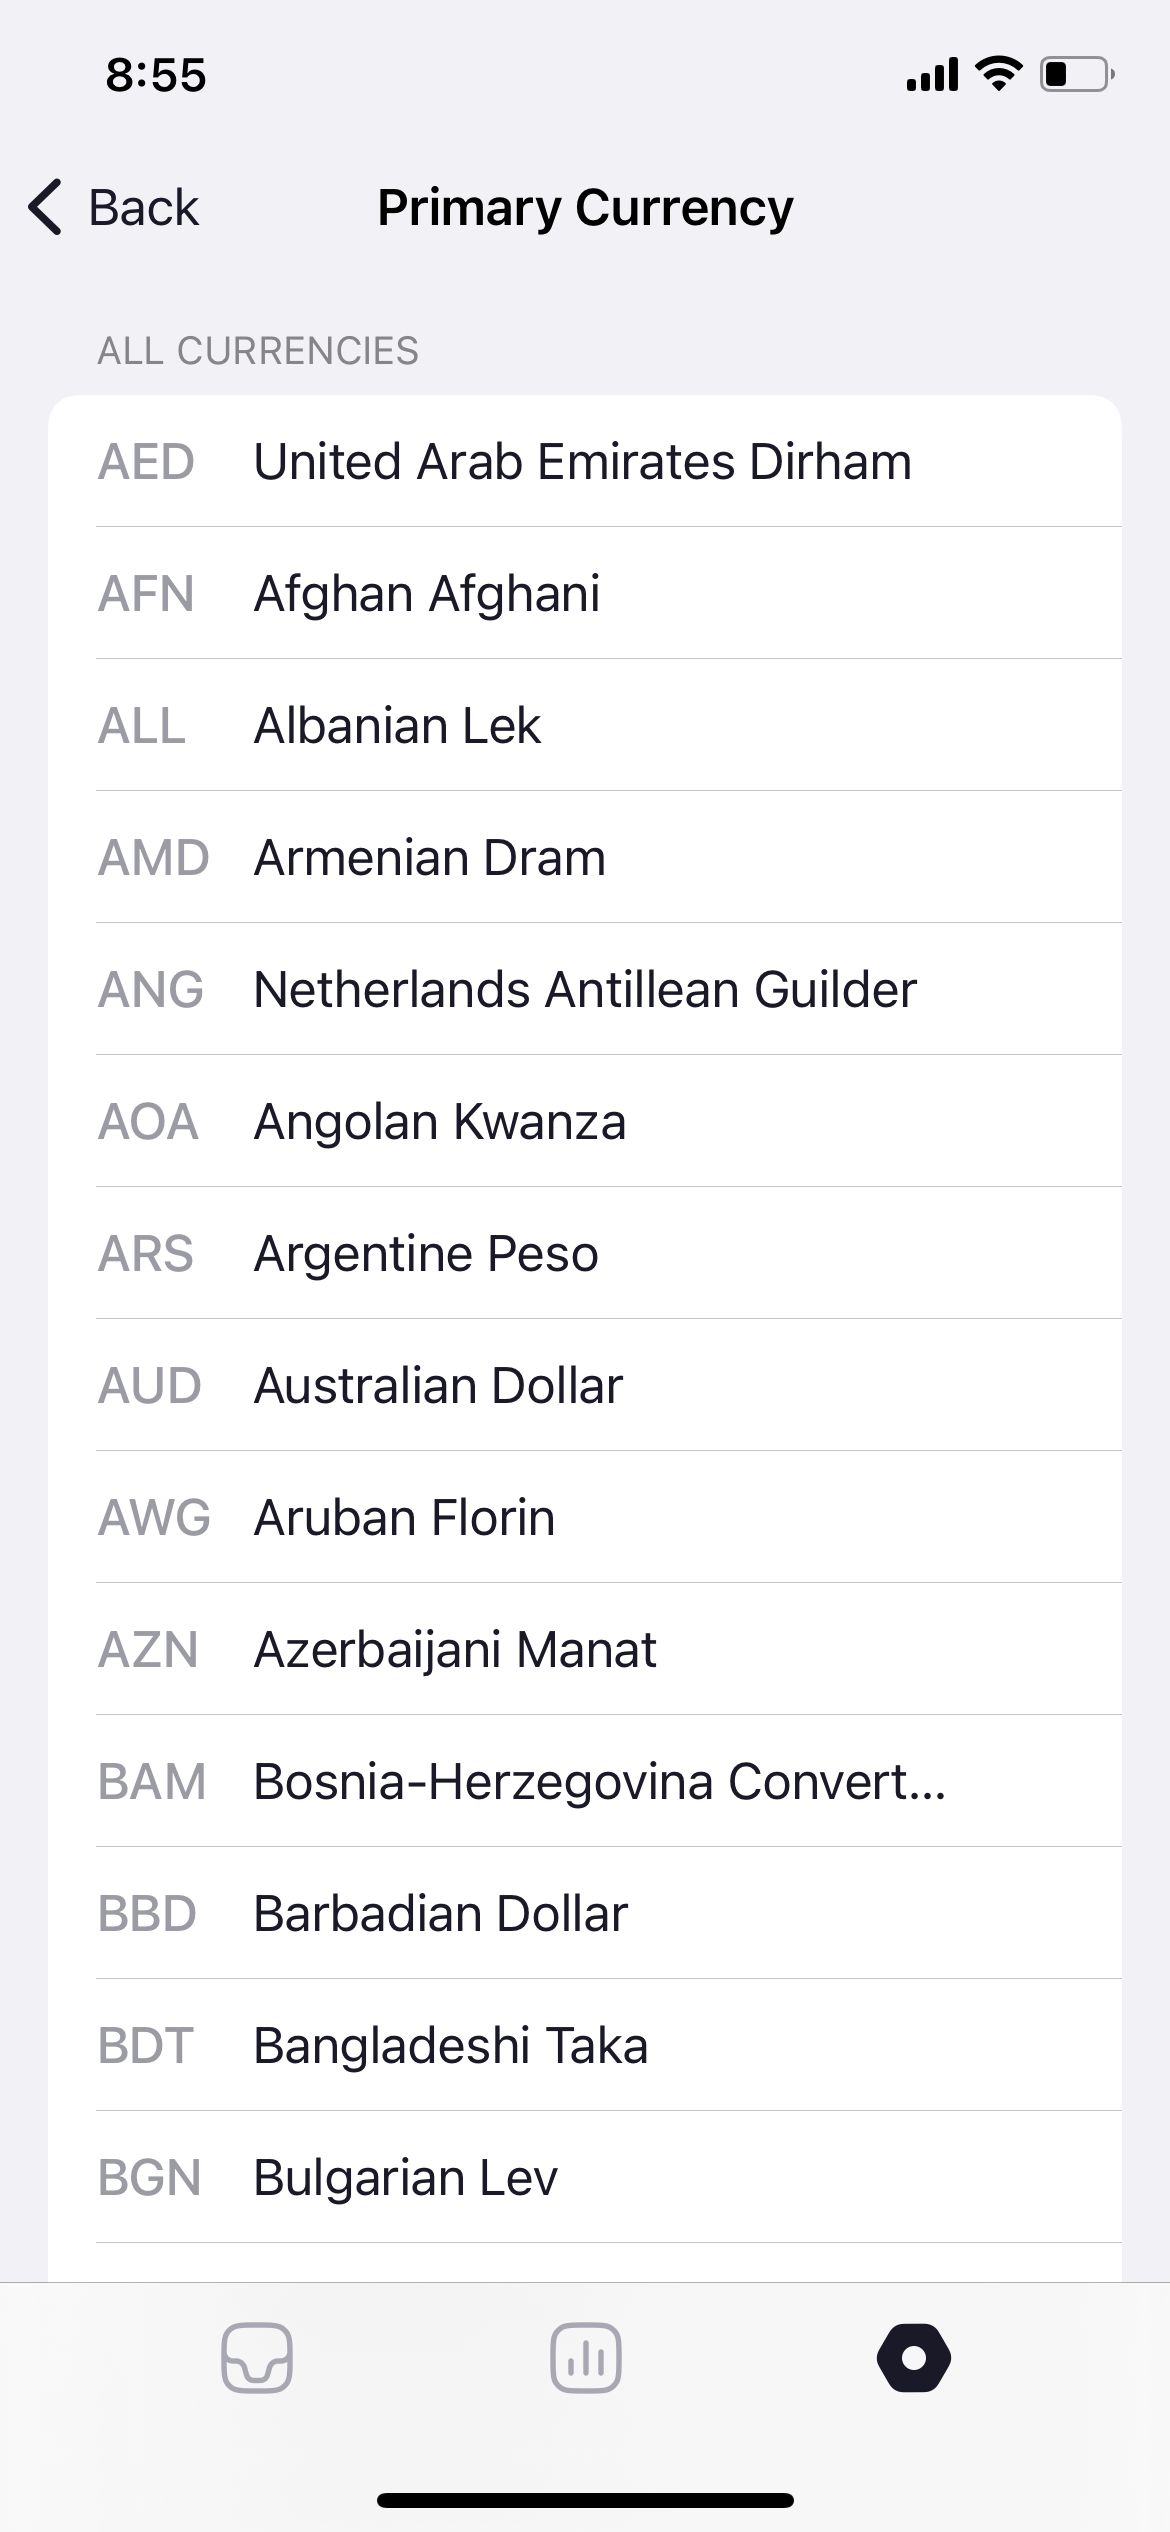 8:55
Back
Primary Currency
ALL CURRENCIES
AED United Arab Emirates Dirham
AFN Afghan Afghani
ALL Albanian Lek
AMD Armenian Dram
ANG Netherlands Antillean Guilder
AOA Angolan Kwanza
ARS Argentine Peso
AUD Australian Dollar
AWG Aruban Florin
AZN Azerbaijani Manat
BAM Bosnia-Herzegovina Convert...
BBD Barbadian Dollar
BDT Bangladeshi Taka
BGN Bulgarian Lev